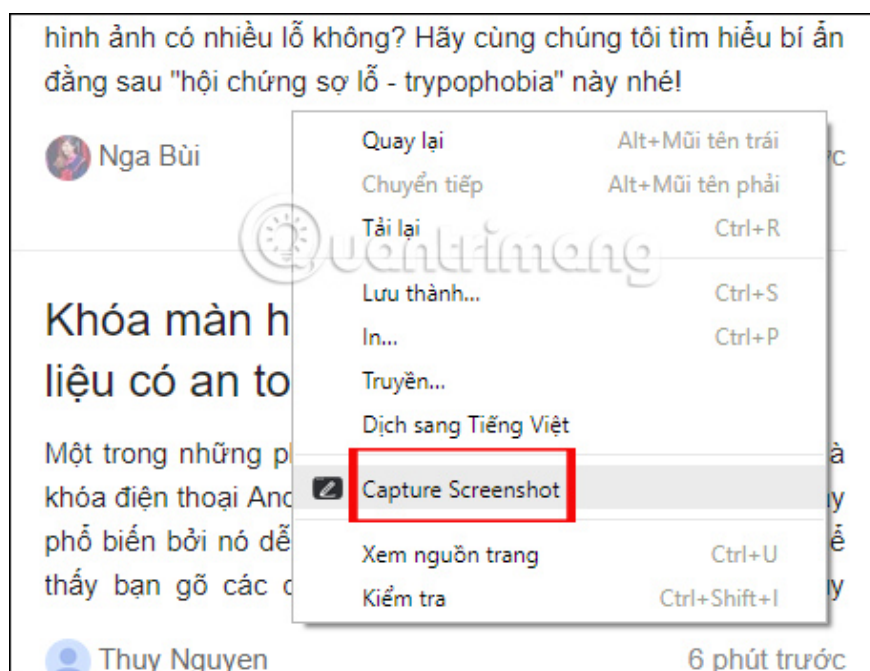 hình ảnh có nhiều lỗ không? Hãy cùng chúng tôi tìm hiểu bí ẩn
đằng sau "hội chứng sợ lỗ - trypophobia" này nhé!
Nga Bùi
Quay lại Alt+Mũi tên trái
Chuyển tiếp Alt+Mũi tên phải
Tải lại Ctrl+R
Quantrimang
Lưu thành... Ctrl+S
In... Ctrl+P
Truyền...
Dịch sang Tiếng Việt
Capture Screenshot
Xem nguồn trang Ctrl+U
Kiểm tra Ctrl+Shift+I
Khóa màn h
liệu có an to
Một trong những
khóa điện thoại
phổ biến bởi nó dễ
thấy bạn gõ các
Thuy Nguyen 6 phút trước